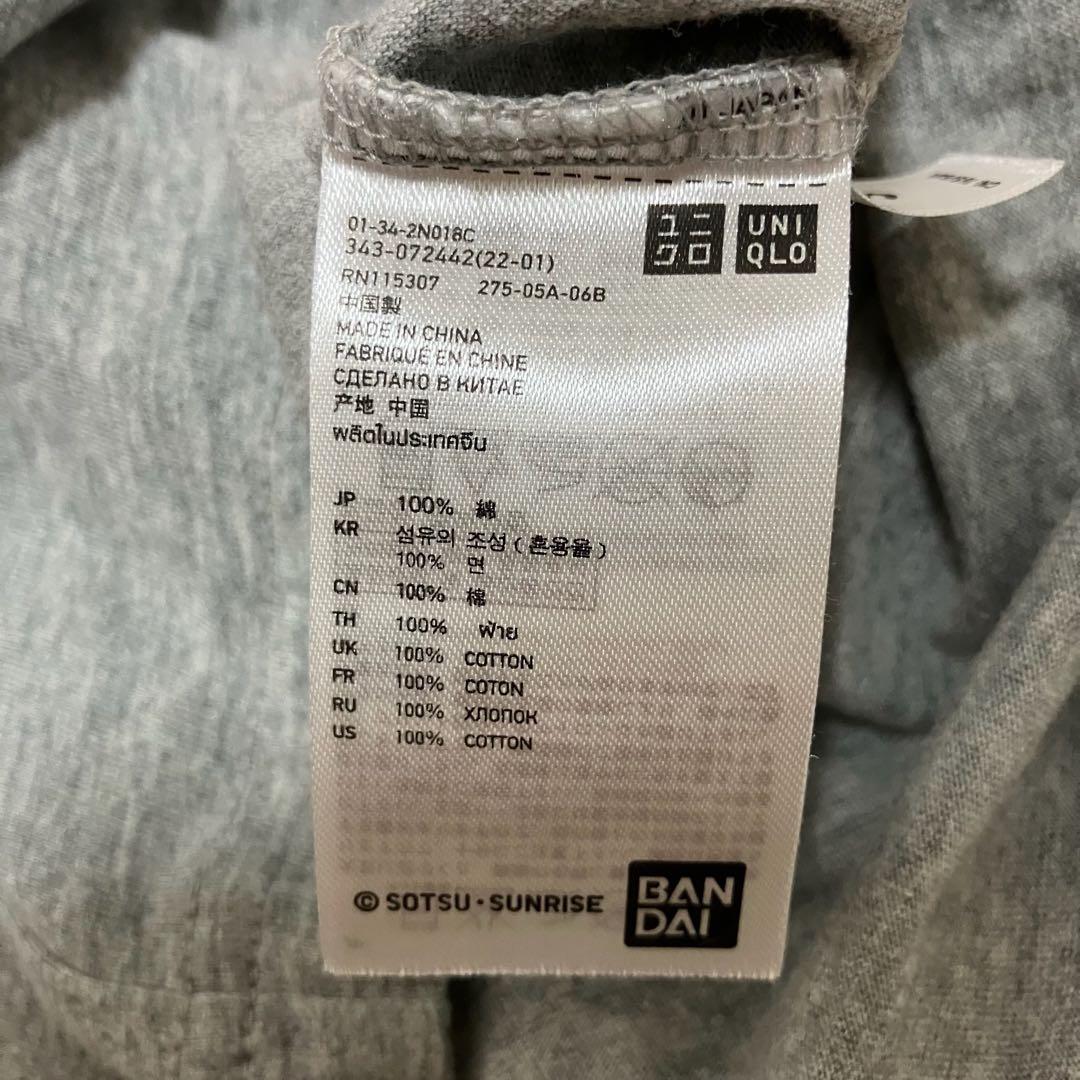 JAPAN
01-34-2N018C
343-072442(22-01)
RN115307 275-05A-06B
ユニクロ
UNIQLO
中国製
MADE IN CHINA
FABRIQUÉ EN CHINE
СДЕЛАНО В КИТАЕ
产地 中国
ผลิตในประเทศจีน
JP 100% 綿
KR 섬유의 조성 ( 혼용율 )
100% 면
CN 100% 棉
TH 100% ฝ้าย
UK 100% COTTON
FR 100% COTON
RU 100% ХЛОПОК
US 100% COTTON
© SOTSU・SUNRISE
BANDAI